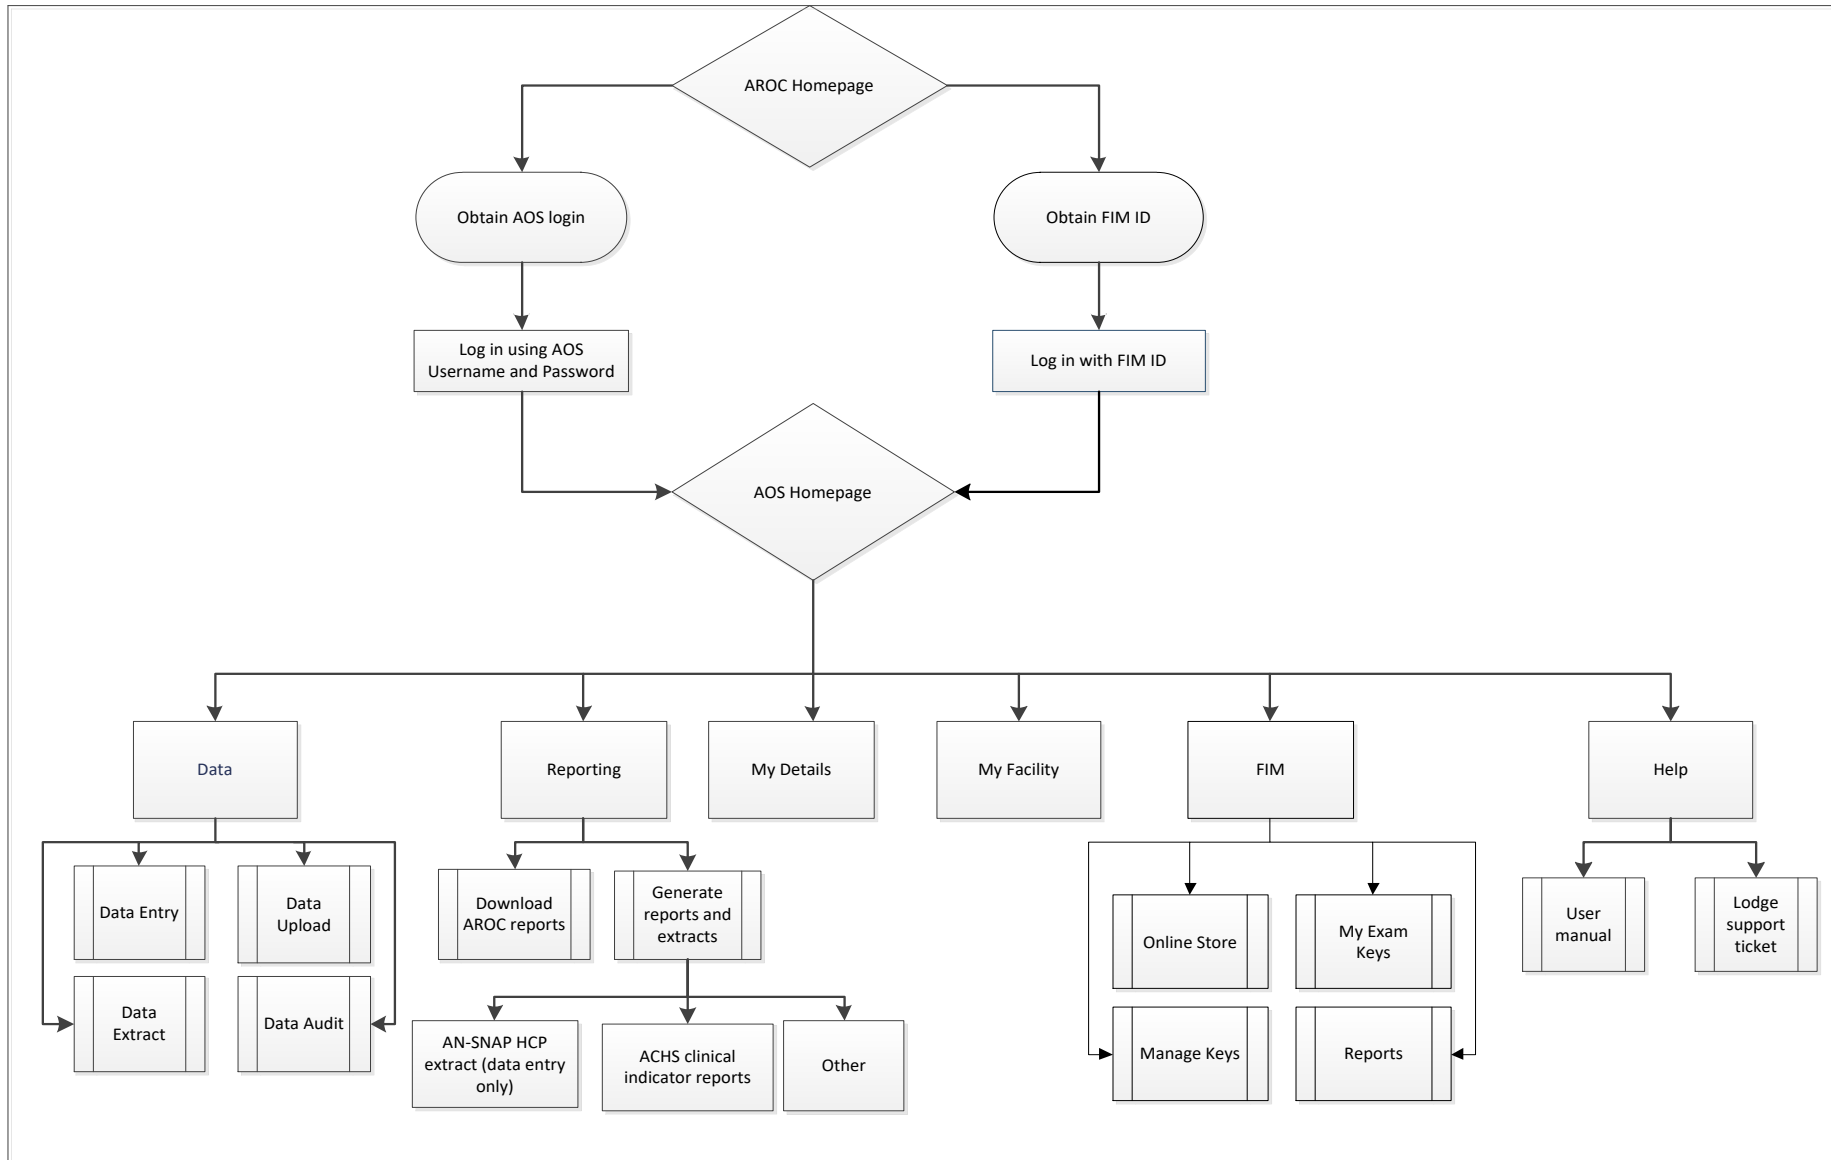 AROC Homepage
Obtain AOS login
Obtain FIM ID
Log in using AOS
Username and Password
Log in with FIM ID
AOS Homepage
Data
Reporting
My Details
My Facility
FIM
Help
Data Entry
Data
Upload
Data
Extract
Data Audit
Download
AROC reports
Generate
reports and
extracts
AN-SNAP HCP
extract (data entry
only)
ACHS clinical
indicator reports
Other
Online Store
My Exam
Keys
Manage Keys
Reports
User
manual
Lodge
support
ticket